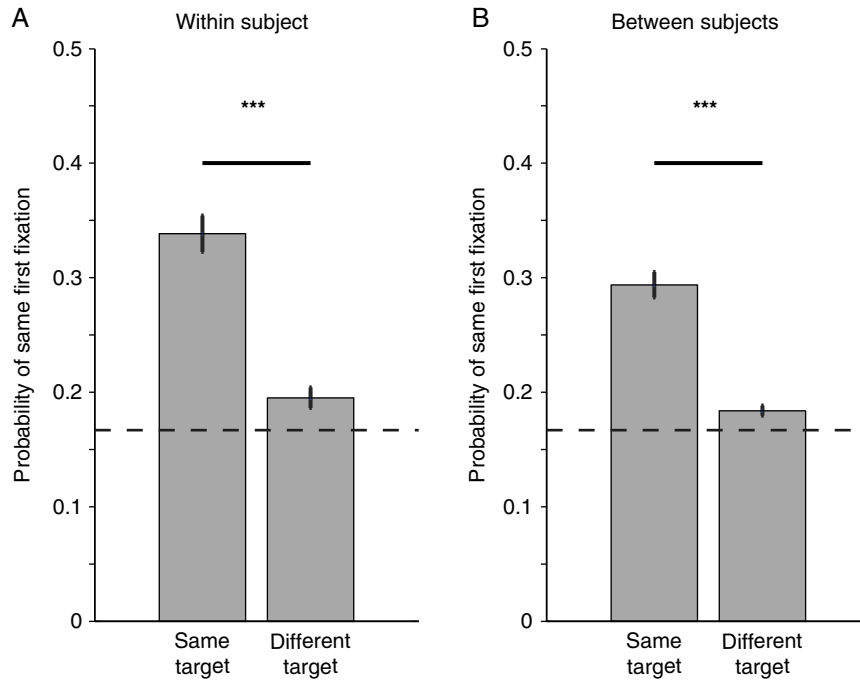 A
Within subject
Probability of same first fixation
0.5
0.4
0.3
0.2
0.1
0
***
Same
target
Different
target
B
Between subjects
Probability of same first fixation
0.5
0.4
0.3
0.2
0.1
0
***
Same
target
Different
target